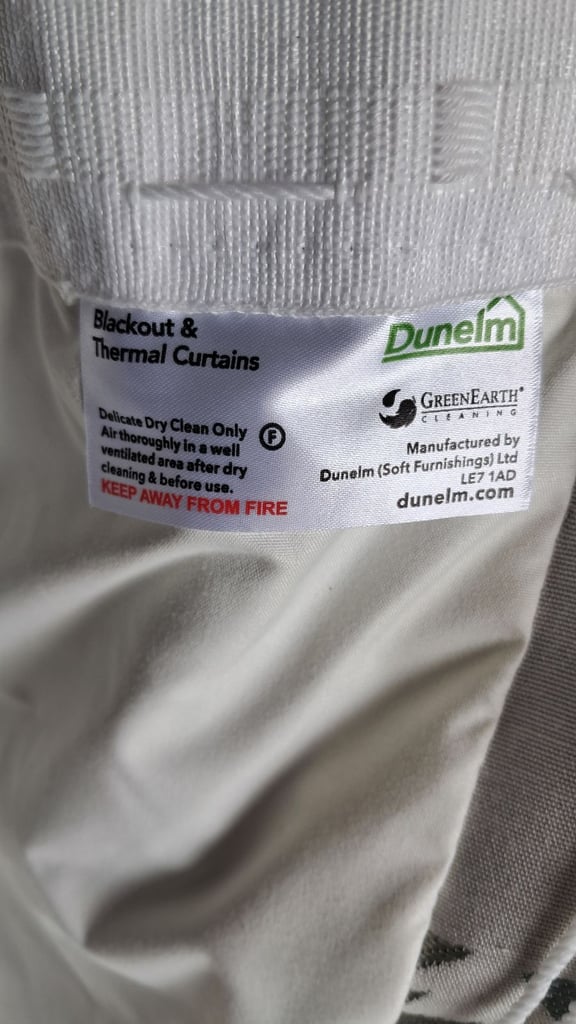 Blackout &
Thermal Curtains
Delicate Dry Clean Only
Air thoroughly in a well
ventilated area after dry
cleaning & before use.
KEEP AWAY FROM FIRE
F
Dunelm
GREENEARTH®
CLEANING
Manufactured by
Dunelm (Soft Furnishings) Ltd
LE7 1AD
dunelm.com